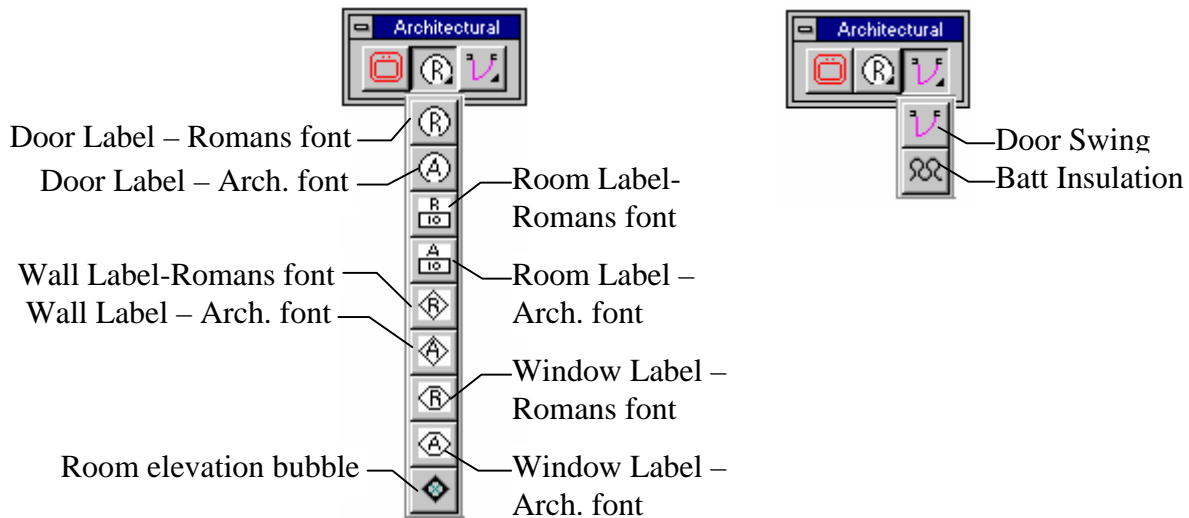 Architectural
R
Door Label – Romans font
R
Door Label – Arch. font
A
Room Label-
Romans font
R
10
Room Label –
Arch. font
A
10
Wall Label-Romans font
R
Wall Label – Arch. font
A
Window Label –
Romans font
R
Window Label –
Arch. font
A
Room elevation bubble
Architectural
R
Door Swing
Batt Insulation